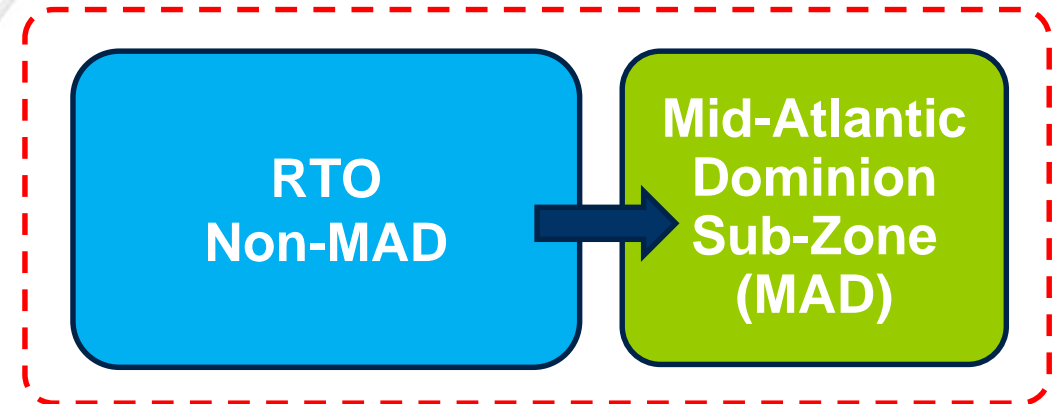 RTO
Non-MAD
Mid-Atlantic
Dominion
Sub-Zone
(MAD)